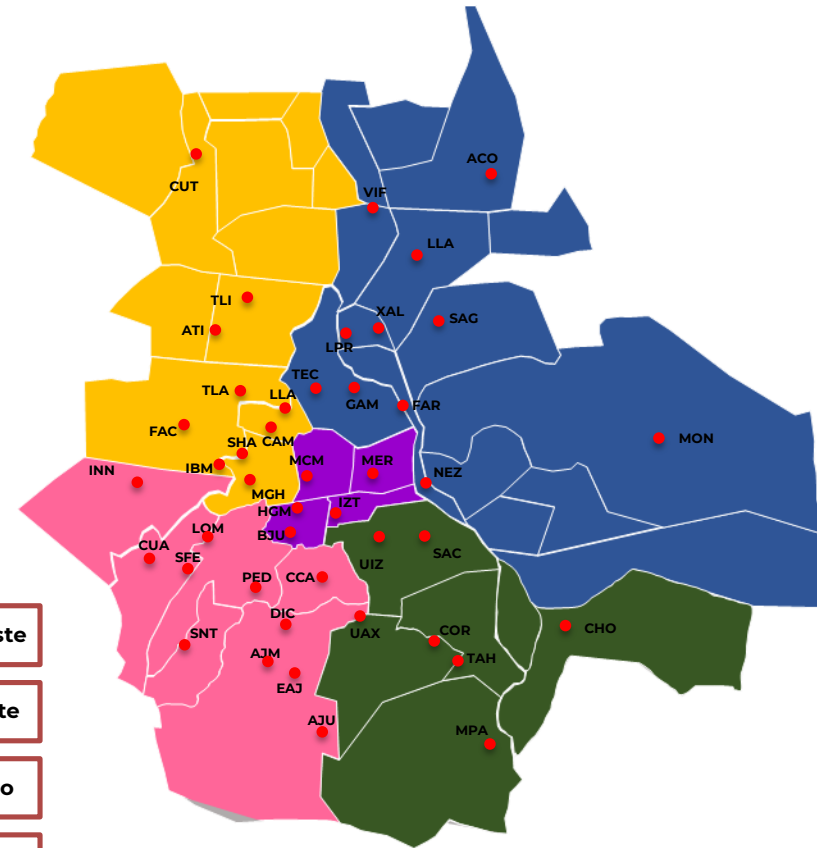 ACO
CUT
VIF
LLA
TLI
XAL
SAG
ATI
LPR
TEC
TLA
LLA
GAM
FAR
FAC
CAM
SHA
MON
INN
IBM
MCM
MER
NEZ
MGH
IZT
HGM
LOM
BJU
CUA
SAC
SFE
UIZ
PED
CCA
DIC
SNT
UAX
COR
CHO
ste
AJM
TAH
EAJ
te
AJU
MPA
o